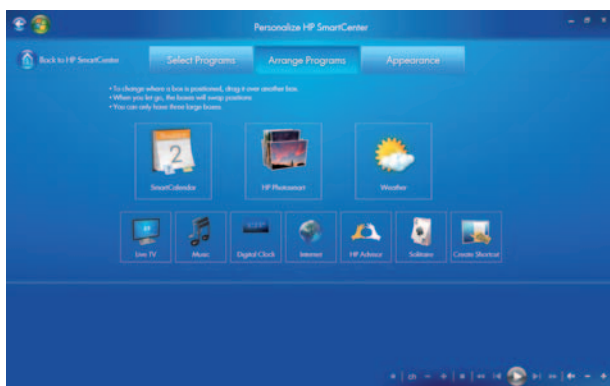 Personalize HP SmartCenter
Back to HP SmartCenter
Select Programs
Arrange Programs
Appearance
• To change where a box is positioned, drag it over another box.
• When you let go, the boxes will swap positions
• You can only have three large boxes
2
SmartCalendar
HP Photosmart
Weather
Live TV
Music
Digital Clock
Internet
HP Advisor
Solitaire
Create Shortcut
ch